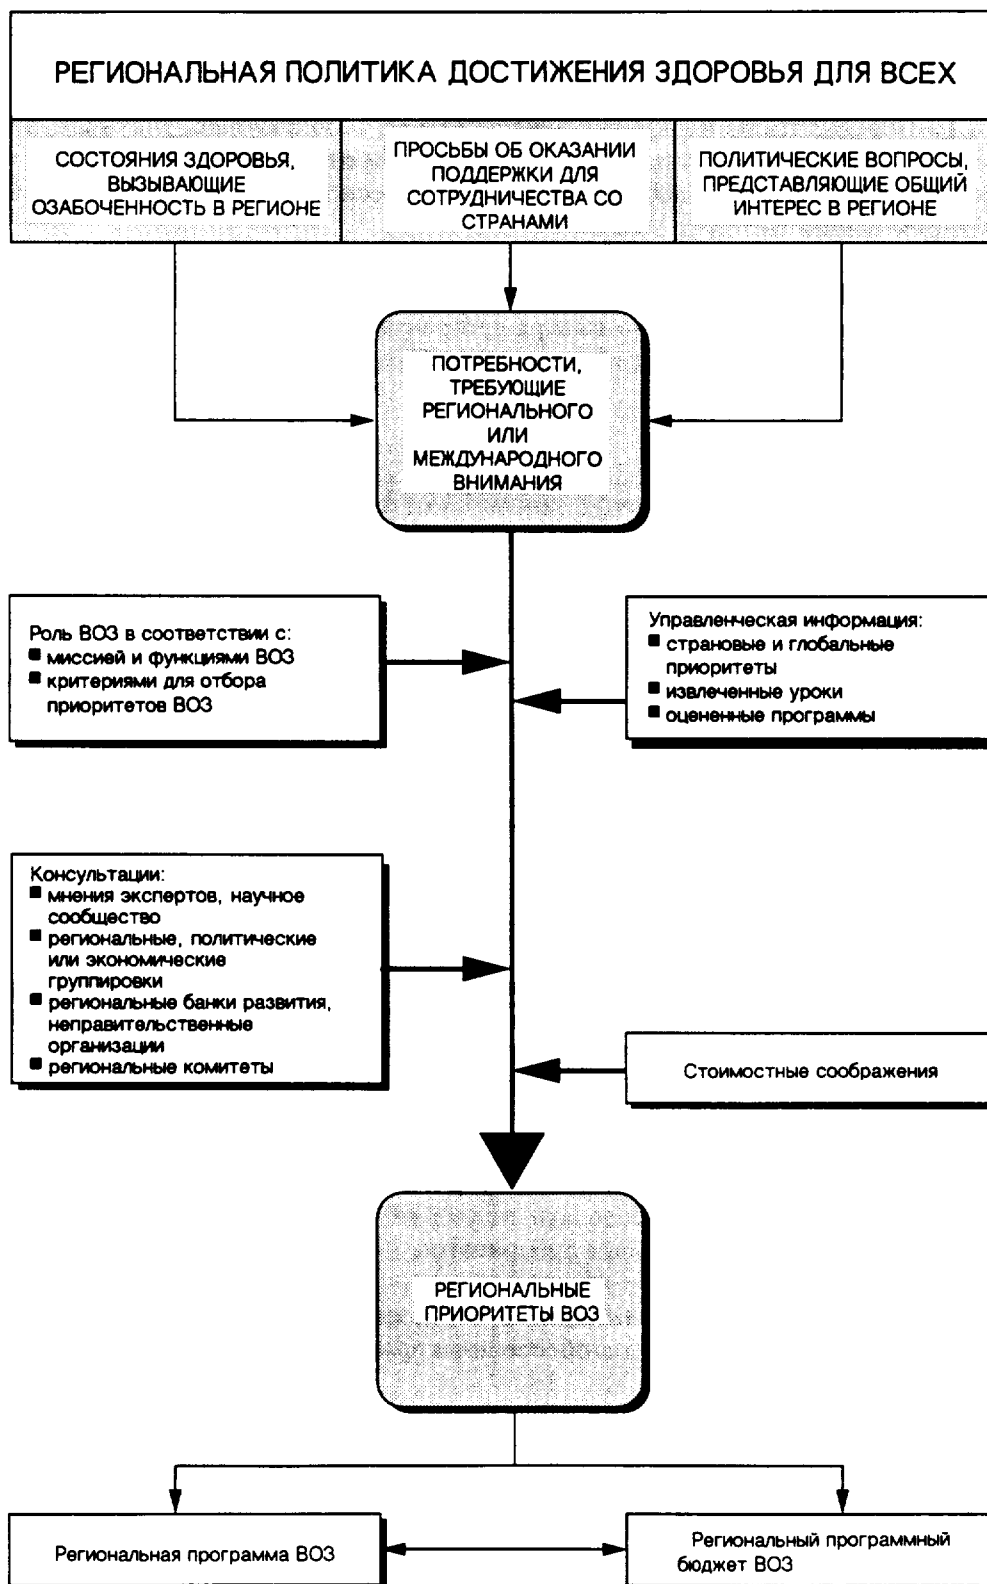 РЕГИОНАЛЬНАЯ ПОЛИТИКА ДОСТИЖЕНИЯ ЗДОРОВЬЯ ДЛЯ ВСЕХ
СОСТОЯНИЯ ЗДОРОВЬЯ,
ВЫЗЫВАЮЩИЕ
ОЗАБОЧЕННОСТЬ В РЕГИОНЕ
ПРОСЬБЫ ОБ ОКАЗАНИИ
ПОДДЕРЖКИ ДЛЯ
СОТРУДНИЧЕСТВА СО
СТРАНАМИ
ПОЛИТИЧЕСКИЕ ВОПРОСЫ,
ПРЕДСТАВЛЯЮЩИЕ ОБЩИЙ
ИНТЕРЕС В РЕГИОНЕ
ПОТРЕБНОСТИ,
ТРЕБУЮЩИЕ
РЕГИОНАЛЬНОГО
ИЛИ
МЕЖДУНАРОДНОГО
ВНИМАНИЯ
Роль ВОЗ в соответствии с:
■ миссией и функциями ВОЗ
■ критериями для отбора
приоритетов ВОЗ
Управленческая информация:
■ страновые и глобальные
приоритеты
■ извлеченные уроки
■ оцененные программы
Консультации:
■ мнения экспертов, научное
сообщество
■ региональные, политические
или экономические
группировки
■ региональные банки развития,
неправительственные
организации
■ региональные комитеты
Стоимостные соображения
РЕГИОНАЛЬНЫЕ
ПРИОРИТЕТЫ ВОЗ
Региональная программа ВОЗ
Региональный программный
бюджет ВОЗ